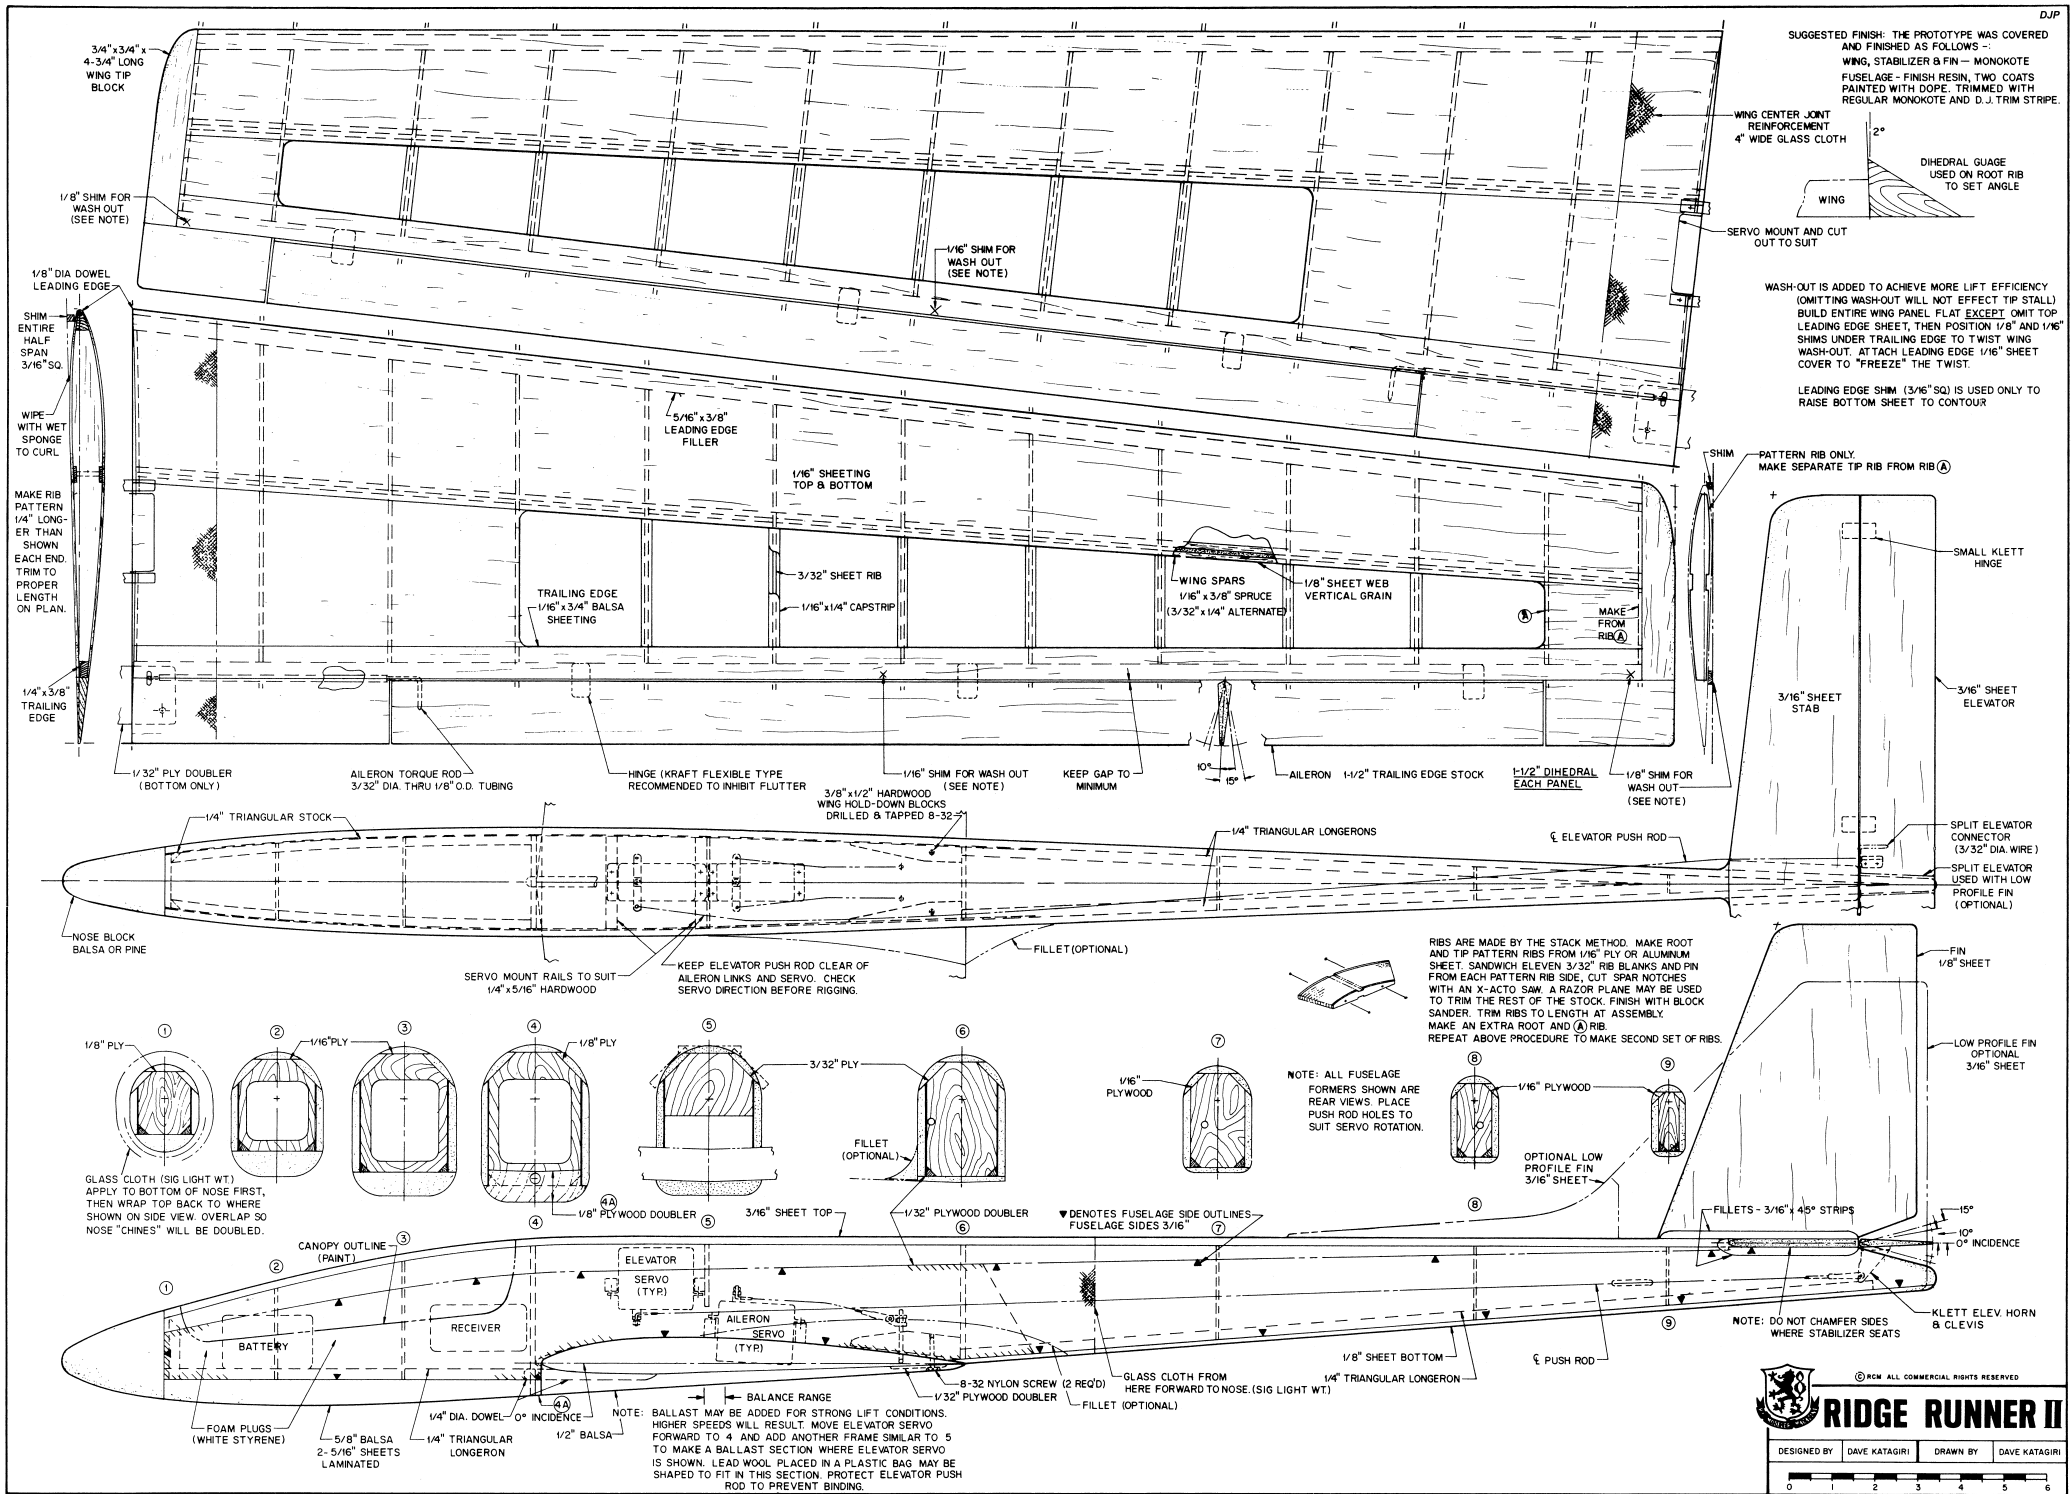 DJP
3/4" x 3/4" x
4-3/4" LONG
WING TIP
BLOCK
SUGGESTED FINISH: THE PROTOTYPE WAS COVERED
AND FINISHED AS FOLLOWS -:
WING, STABILIZER & FIN — MONOKOTE
FUSELAGE - FINISH RESIN, TWO COATS
PAINTED WITH DOPE. TRIMMED WITH
REGULAR MONOKOTE AND D.J. TRIM STRIPE.
WING CENTER JOINT
REINFORCEMENT
4" WIDE GLASS CLOTH
2°
DIHEDRAL GUAGE
USED ON ROOT RIB
TO SET ANGLE
WING
1/8" SHIM FOR
WASH OUT
(SEE NOTE)
SERVO MOUNT AND CUT
OUT TO SUIT
1/16" SHIM FOR
WASH OUT
(SEE NOTE)
1/8" DIA DOWEL
LEADING EDGE
WASH-OUT IS ADDED TO ACHIEVE MORE LIFT EFFICIENCY
(OMITTING WASH-OUT WILL NOT EFFECT TIP STALL)
BUILD ENTIRE WING PANEL FLAT EXCEPT OMIT TOP
LEADING EDGE SHEET, THEN POSITION 1/8" AND 1/16"
SHIMS UNDER TRAILING EDGE TO TWIST WING
WASH-OUT. ATTACH LEADING EDGE 1/16" SHEET
COVER TO "FREEZE" THE TWIST.
LEADING EDGE SHIM (3/16" SQ) IS USED ONLY TO
RAISE BOTTOM SHEET TO CONTOUR
SHIM
ENTIRE
HALF
SPAN
3/16" SQ.
WIPE
WITH WET
SPONGE
TO CURL
5/16" x 3/8"
LEADING EDGE
FILLER
1/16" SHEETING
TOP & BOTTOM
SHIM
PATTERN RIB ONLY.
MAKE SEPARATE TIP RIB FROM RIB Ⓐ
MAKE RIB
PATTERN
1/4" LONG-
ER THAN
SHOWN
EACH END.
TRIM TO
PROPER
LENGTH
ON PLAN.
SMALL KLETT
HINGE
3/32" SHEET RIB
1/16" x 1/4" CAPSTRIP
TRAILING EDGE
1/16" x 3/4" BALSA
SHEETING
WING SPARS
1/16" x 3/8" SPRUCE
(3/32" x 1/4" ALTERNATE)
1/8" SHEET WEB
VERTICAL GRAIN
Ⓐ
MAKE
FROM
RIB Ⓐ
1/4" x 3/8"
TRAILING
EDGE
3/16" SHEET
STAB
3/16" SHEET
ELEVATOR
1/32" PLY DOUBLER
(BOTTOM ONLY)
AILERON TORQUE ROD
3/32" DIA. THRU 1/8" O.D. TUBING
HINGE (KRAFT FLEXIBLE TYPE
RECOMMENDED TO INHIBIT FLUTTER
1/16" SHIM FOR WASH OUT
(SEE NOTE)
KEEP GAP TO
MINIMUM
10°
15°
AILERON 1-1/2" TRAILING EDGE STOCK
1-1/2" DIHEDRAL
EACH PANEL
1/8" SHIM FOR
WASH OUT
(SEE NOTE)
3/8" x 1/2" HARDWOOD
WING HOLD-DOWN BLOCKS
DRILLED & TAPPED 8-32
1/4" TRIANGULAR STOCK
1/4" TRIANGULAR LONGERONS
℄ ELEVATOR PUSH ROD
SPLIT ELEVATOR
CONNECTOR
(3/32" DIA. WIRE)
SPLIT ELEVATOR
USED WITH LOW
PROFILE FIN
(OPTIONAL)
NOSE BLOCK
BALSA OR PINE
SERVO MOUNT RAILS TO SUIT
1/4" x 5/16" HARDWOOD
KEEP ELEVATOR PUSH ROD CLEAR OF
AILERON LINKS AND SERVO. CHECK
SERVO DIRECTION BEFORE RIGGING.
FILLET (OPTIONAL)
RIBS ARE MADE BY THE STACK METHOD. MAKE ROOT
AND TIP PATTERN RIBS FROM 1/16" PLY OR ALUMINUM
SHEET. SANDWICH ELEVEN 3/32" RIB BLANKS AND PIN
FROM EACH PATTERN RIB SIDE, CUT SPAR NOTCHES
WITH AN X-ACTO SAW. A RAZOR PLANE MAY BE USED
TO TRIM THE REST OF THE STOCK. FINISH WITH BLOCK
SANDER. TRIM RIBS TO LENGTH AT ASSEMBLY.
MAKE AN EXTRA ROOT AND Ⓐ RIB.
REPEAT ABOVE PROCEDURE TO MAKE SECOND SET OF RIBS.
FIN
1/8" SHEET
LOW PROFILE FIN
OPTIONAL
3/16" SHEET
① ② ③ ④ ⑤ ⑥ ⑦ ⑧ ⑨
1/8" PLY
1/16" PLY
1/8" PLY
3/32" PLY
1/16"
PLYWOOD
NOTE: ALL FUSELAGE
FORMERS SHOWN ARE
REAR VIEWS. PLACE
PUSH ROD HOLES TO
SUIT SERVO ROTATION.
1/16" PLYWOOD
FILLET
(OPTIONAL)
OPTIONAL LOW
PROFILE FIN
3/16" SHEET
GLASS CLOTH (SIG LIGHT WT.)
APPLY TO BOTTOM OF NOSE FIRST,
THEN WRAP TOP BACK TO WHERE
SHOWN ON SIDE VIEW. OVERLAP SO
NOSE "CHINES" WILL BE DOUBLED.
4A
1/8" PLYWOOD DOUBLER
3/16" SHEET TOP
1/32" PLYWOOD DOUBLER
▼ DENOTES FUSELAGE SIDE OUTLINES
FUSELAGE SIDES 3/16"
FILLETS - 3/16" x 45° STRIPS
15°
10°
0° INCIDENCE
CANOPY OUTLINE
(PAINT)
① ② ③ ④ ⑤ ⑥ ⑦ ⑧ ⑨
ELEVATOR
SERVO
(TYP.)
AILERON
SERVO
(TYP.)
RECEIVER
BATTERY
KLETT ELEV. HORN
& CLEVIS
NOTE: DO NOT CHAMFER SIDES
WHERE STABILIZER SEATS
1/8" SHEET BOTTOM
℄ PUSH ROD
1/4" TRIANGULAR LONGERON
GLASS CLOTH FROM
HERE FORWARD TO NOSE. (SIG LIGHT WT.)
8-32 NYLON SCREW (2 REQ'D)
1/32" PLYWOOD DOUBLER
FILLET (OPTIONAL)
BALANCE RANGE
4A
1/4" DIA. DOWEL
0° INCIDENCE
1/2" BALSA
FOAM PLUGS
(WHITE STYRENE)
5/8" BALSA
2- 5/16" SHEETS
LAMINATED
1/4" TRIANGULAR
LONGERON
NOTE: BALLAST MAY BE ADDED FOR STRONG LIFT CONDITIONS.
HIGHER SPEEDS WILL RESULT. MOVE ELEVATOR SERVO
FORWARD TO 4 AND ADD ANOTHER FRAME SIMILAR TO 5
TO MAKE A BALLAST SECTION WHERE ELEVATOR SERVO
IS SHOWN. LEAD WOOL PLACED IN A PLASTIC BAG MAY BE
SHAPED TO FIT IN THIS SECTION. PROTECT ELEVATOR PUSH
ROD TO PREVENT BINDING.
© RCM ALL COMMERCIAL RIGHTS RESERVED
RIDGE RUNNER II
DESIGNED BY DAVE KATAGIRI DRAWN BY DAVE KATAGIRI
0 1 2 3 4 5 6